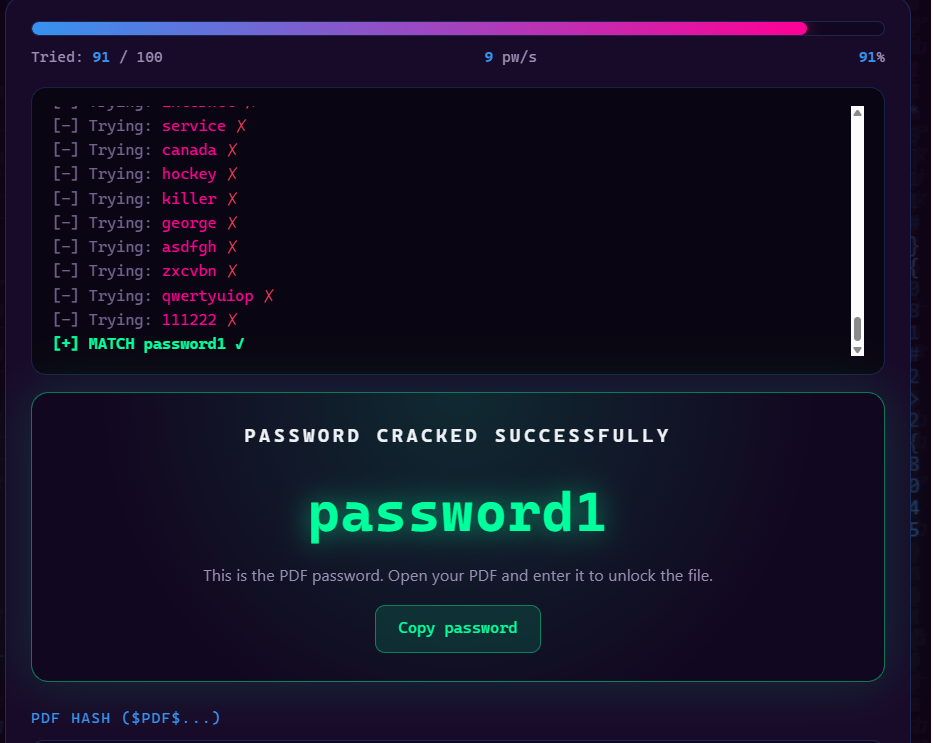 Tried: 91 / 100
9 pw/s
91%
[-] Trying: service ✗
[-] Trying: canada ✗
[-] Trying: hockey ✗
[-] Trying: killer ✗
[-] Trying: george ✗
[-] Trying: asdfgh ✗
[-] Trying: zxcvbn ✗
[-] Trying: qwertyuiop ✗
[-] Trying: 111222 ✗
[+] MATCH password1 ✓
PASSWORD CRACKED SUCCESSFULLY
password1
This is the PDF password. Open your PDF and enter it to unlock the file.
Copy password
PDF HASH ($PDF$...)